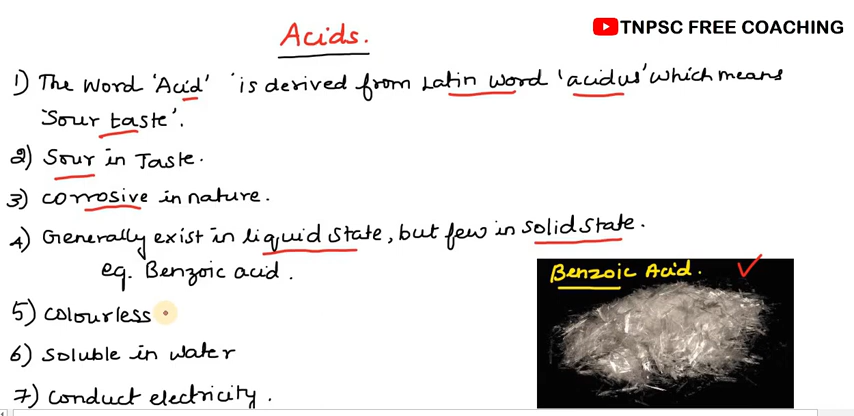 TNPSC FREE COACHING
Acids.
1) The word 'Acid' is derived from Latin word 'acidus' which means
'Sour taste'.
2) Sour in Taste.
3) Corrosive in nature.
4) Generally exist in liquid state, but few in solid state.
eg. Benzoic acid.
Benzoic Acid.
5) Colourless
6) Soluble in water
7) Conduct electricity.